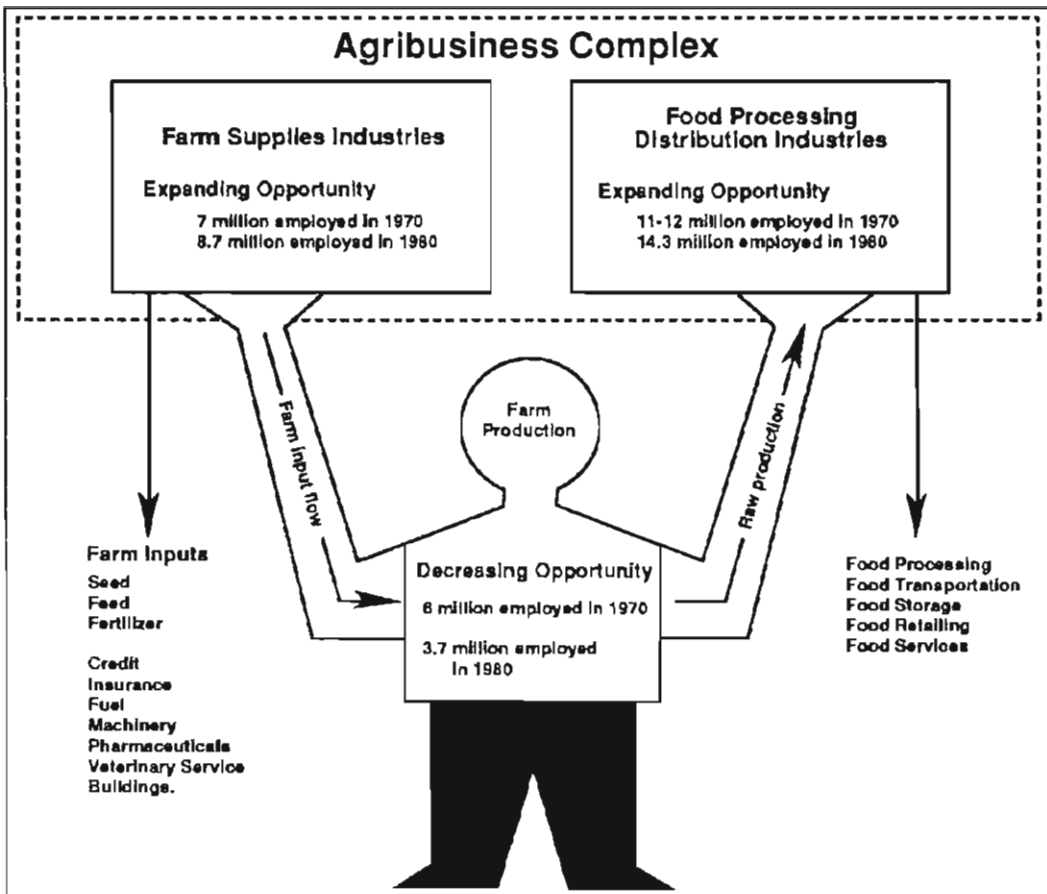 Agribusiness Complex
Farm Supplies Industries
Expanding Opportunity
7 million employed in 1970
8.7 million employed in 1980
Food Processing
Distribution Industries
Expanding Opportunity
11-12 million employed in 1970
14.3 million employed in 1980
Farm input flow
Farm
Production
Raw production
Decreasing Opportunity
6 million employed in 1970
3.7 million employed
in 1980
Farm Inputs
Seed
Feed
Fertilizer
Credit
Insurance
Fuel
Machinery
Pharmaceuticals
Veterinary Service
Buildings.
Food Processing
Food Transportation
Food Storage
Food Retailing
Food Services